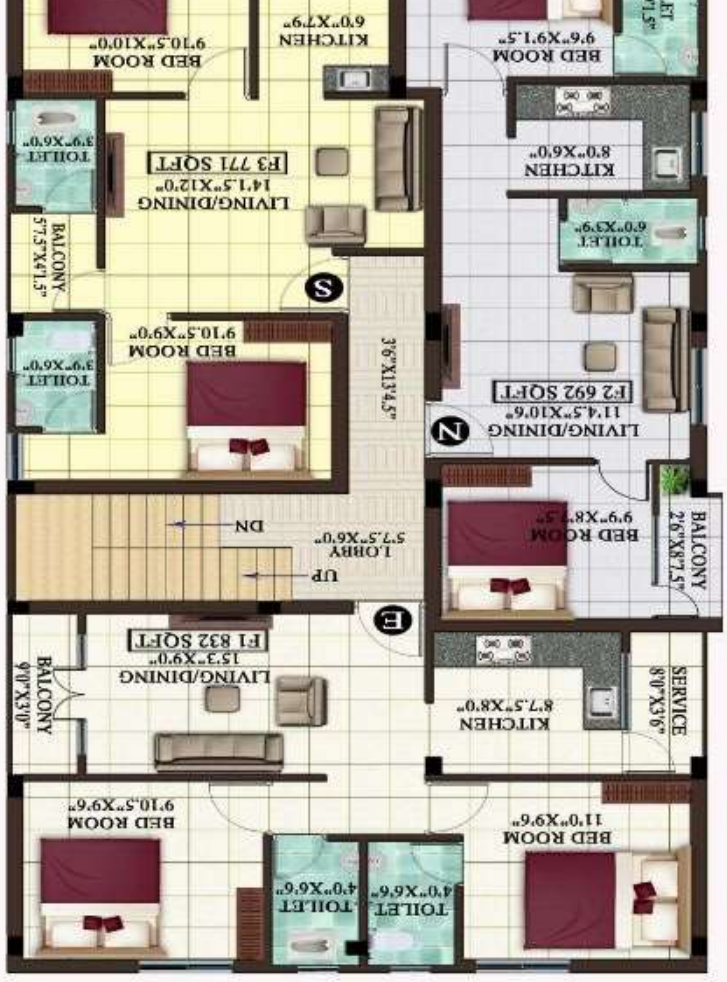 TOILET
4'0"X6'6"
TOILET
4'0"X6'6"
BED ROOM
11'0"X9'6"
BED ROOM
9'10.5"X9'6"
SERVICE
8'0"X3'6"
KITCHEN
8'7.5"X8'0"
LIVING/DINING
15'3"X9'0"
F1 832 SQFT
BALCONY
9'0"X3'0"
E
UP
LOBBY
5'7.5"X6'0"
DN
BALCONY
2'6"X8'7.5"
BED ROOM
9'9"X8'7.5"
N
LIVING/DINING
11'4.5"X10'6"
F2 692 SQFT
3'6"X13'4.5"
TOILET
3'9"X6'0"
BED ROOM
9'10.5"X9'0"
S
BALCONY
5'7.5"X4'1.5"
TOILET
6'0"X3'9"
LIVING/DINING
14'1.5"X12'0"
F3 771 SQFT
KITCHEN
8'0"X6'0"
TOILET
3'9"X6'0"
BED ROOM
9'6"X9'1.5"
KITCHEN
6'0"X7'9"
BED ROOM
9'10.5"X10'0"